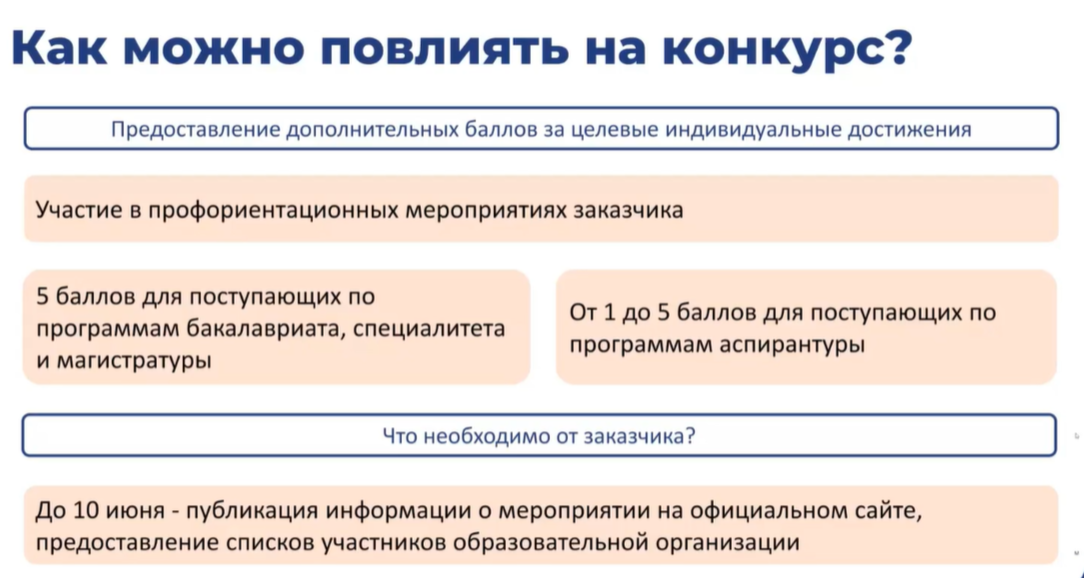 Как можно повлиять на конкурс?
Предоставление дополнительных баллов за целевые индивидуальные достижения
Участие в профориентационных мероприятиях заказчика
5 баллов для поступающих по
программам бакалавриата, специалитета
и магистратуры
От 1 до 5 баллов для поступающих по
программам аспирантуры
Что необходимо от заказчика?
До 10 июня - публикация информации о мероприятии на официальном сайте,
предоставление списков участников образовательной организации